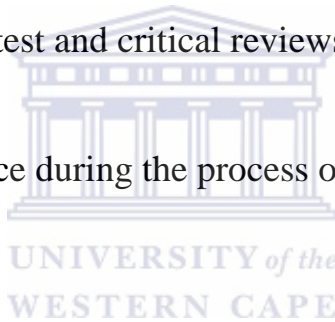 test and critical reviews
ce during the process o
UNIVERSITY of the
WESTERN CAPE